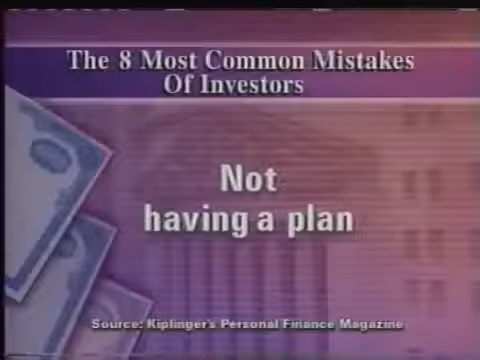 The 8 Most Common Mistakes
Of Investors
Not
having a plan
Source: Kiplinger's Personal Finance Magazine